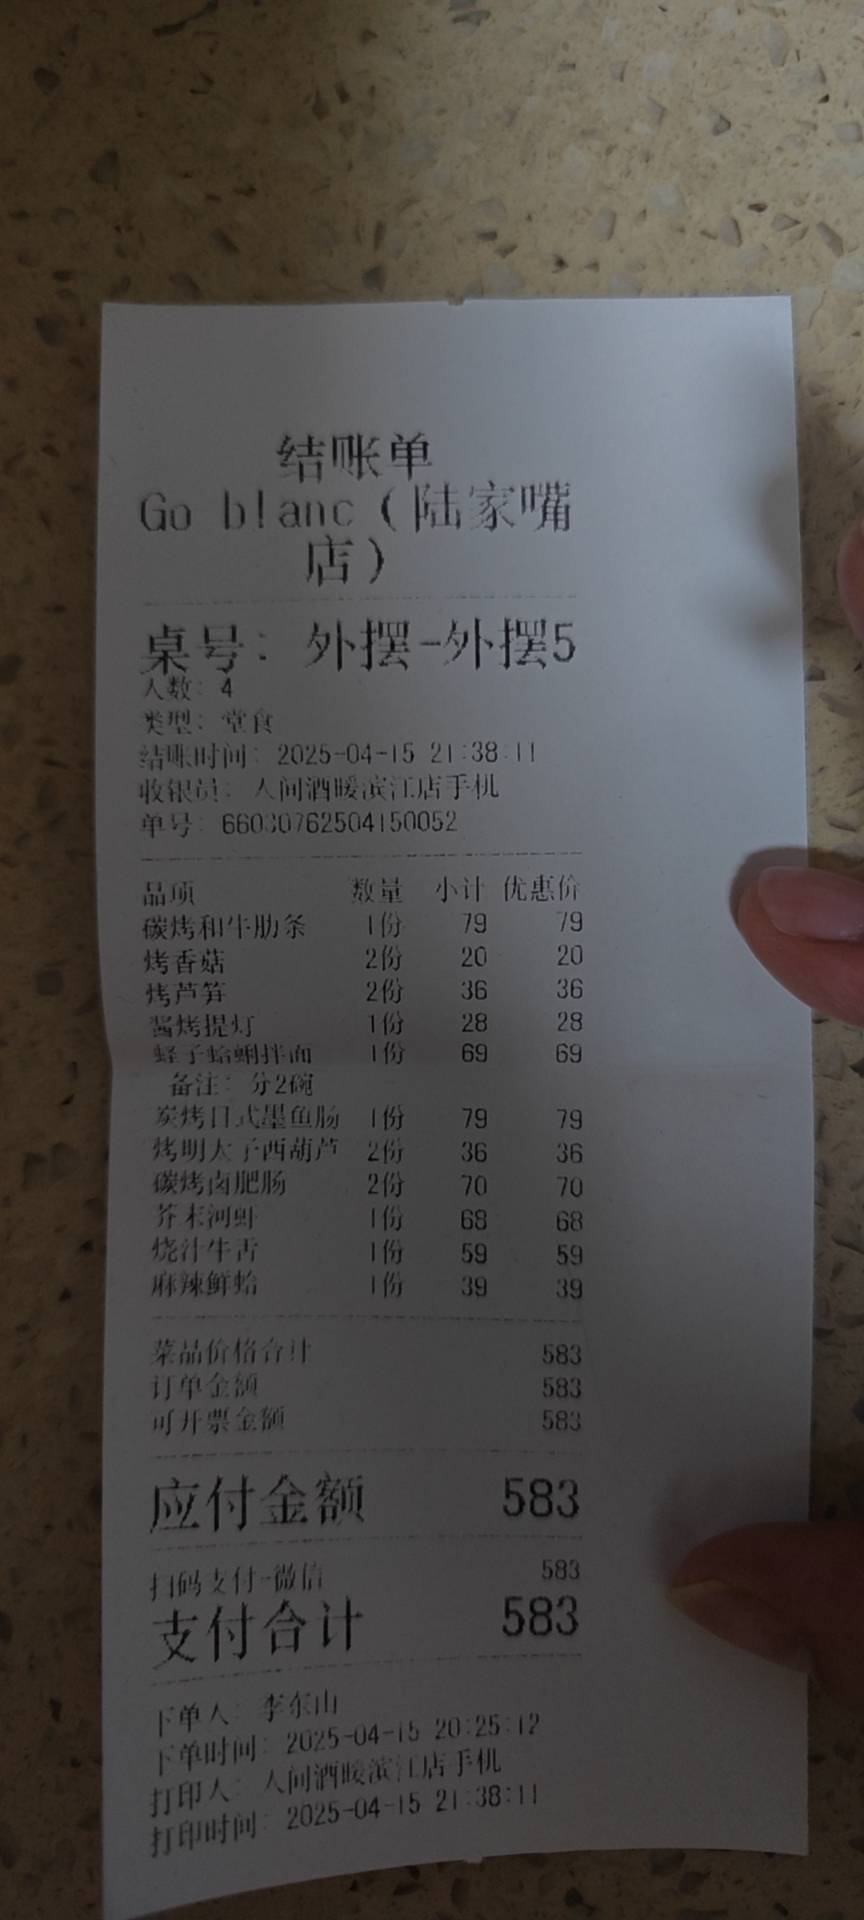 结账单
Go blanc（陆家嘴
店）
桌号：外摆-外摆5
人数：4
类型：堂食
结账时间：2025-04-15 21:38:11
收银员：人间酒暖滨江店手机
单号：66030762504150052
品项 数量 小计 优惠价
碳烤和牛肋条 1份 79 79
烤香菇 2份 20 20
烤芦笋 2份 36 36
酱烤提灯 1份 28 28
蛏子蛤蜊拌面 1份 69 69
备注：分2碗
炭烤日式墨鱼肠 1份 79 79
烤明太子西葫芦 2份 36 36
碳烤卤肥肠 2份 70 70
芥末河虾 1份 68 68
烧汁牛舌 1份 59 59
麻辣鲜蛤 1份 39 39
菜品价格合计 583
订单金额 583
可开票金额 583
应付金额 583
扫码支付-微信 583
支付合计 583
下单人：李东山
下单时间：2025-04-15 20:25:12
打印人：人间酒暖滨江店手机
打印时间：2025-04-15 21:38:11